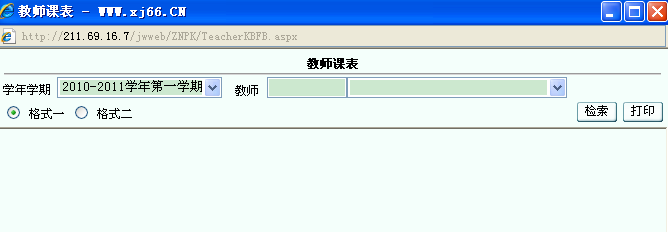 教师课表 - WWW.xj66.CN
http://211.69.16.7/jwweb/ZNPK/TeacherKBFB.aspx
教师课表
学年学期 2010-2011学年第一学期 教师
格式一 格式二 检索 打印